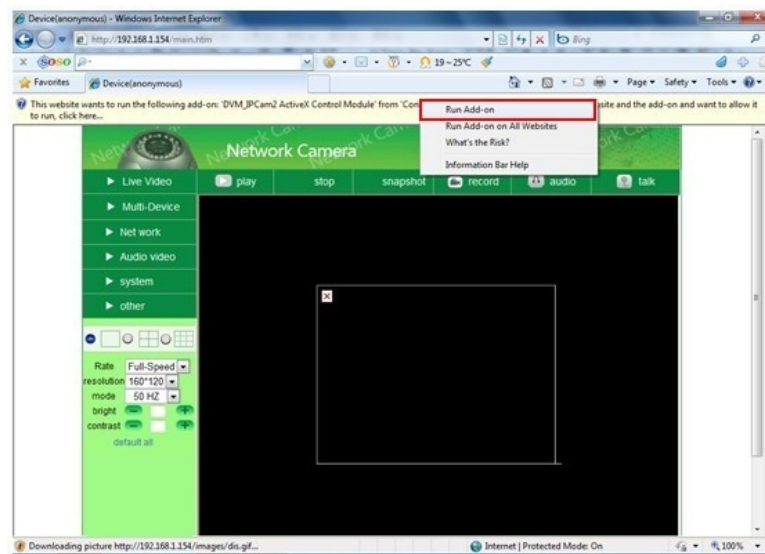 Device(anonymous) - Windows Internet Explorer
http://192.168.1.154/main.htm
Bing
x SOSO
19~25℃
Favorites Device(anonymous)
Page Safety Tools
This website wants to run the following add-on: 'DVM_IPCam2 ActiveX Control Module' from 'Con
site and the add-on and want to allow it
to run, click here...
Run Add-on
Run Add-on on All Websites
What's the Risk?
Information Bar Help
Network Camera
Live Video
play stop snapshot record audio talk
Multi-Device
Net work
Audio video
system
other
Rate Full-Speed
resolution 160*120
mode 50 HZ
bright
contrast
default all
Downloading picture http://192.168.1.154/images/dis.gif... Internet | Protected Mode: On 100%